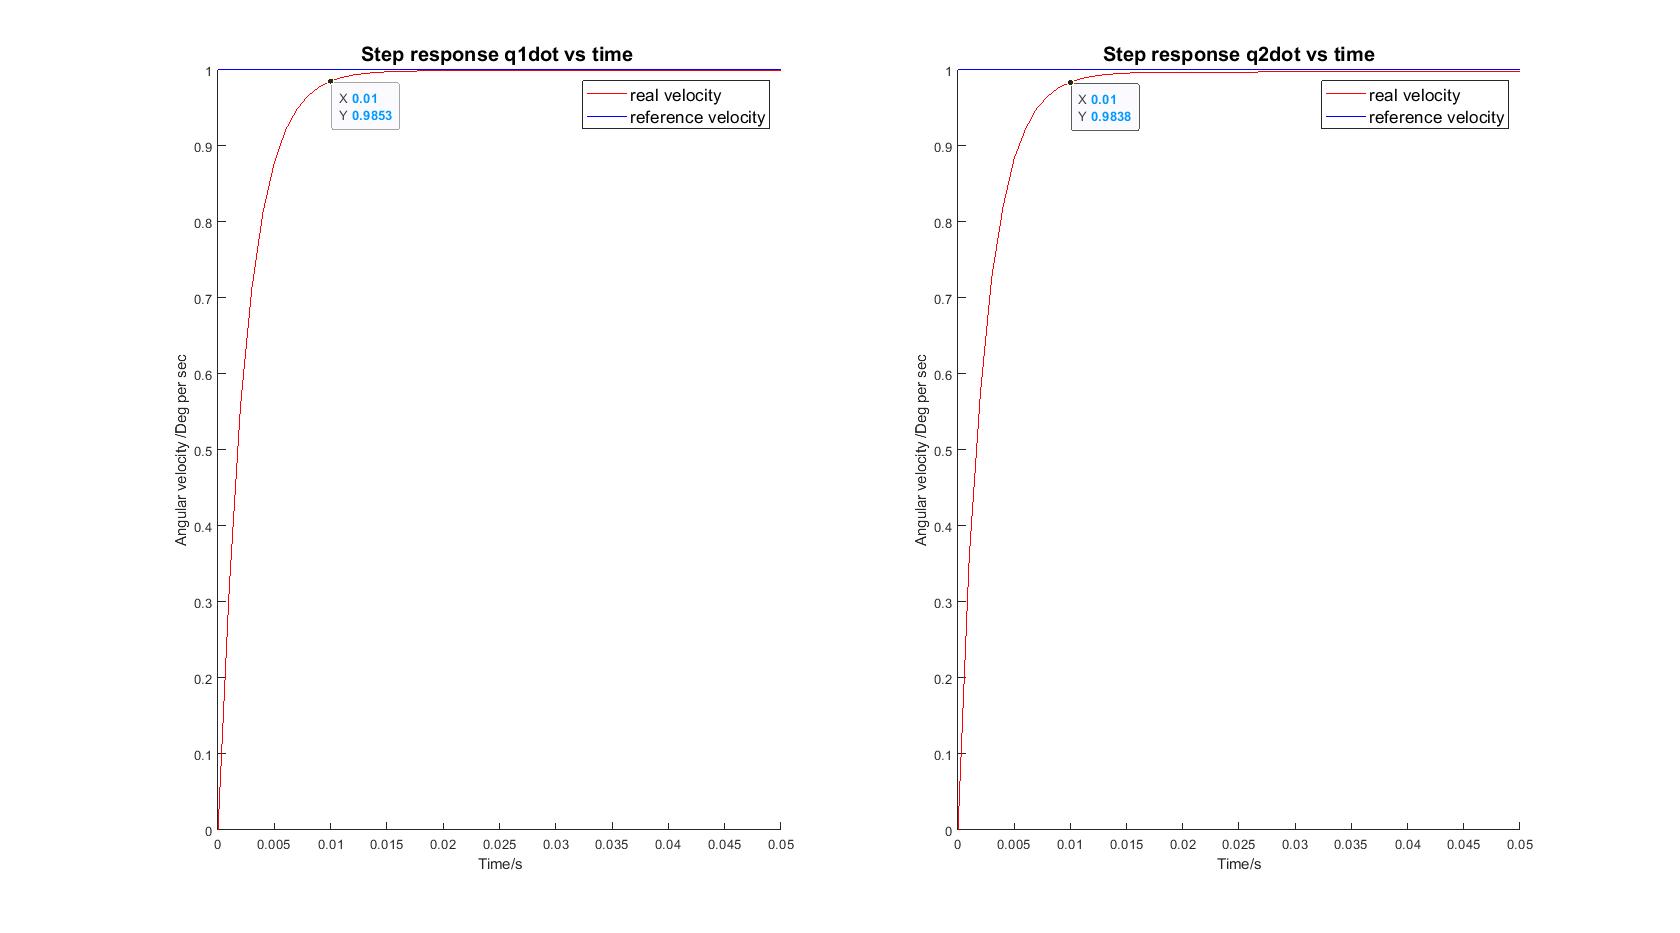 Step response q1dot vs time
1
0.9
0.8
0.7
0.6
0.5
0.4
0.3
0.2
0.1
0
Angular velocity /Deg per sec
X 0.01
Y 0.9853
real velocity
reference velocity
0 0.005 0.01 0.015 0.02 0.025 0.03 0.035 0.04 0.045 0.05
Time/s
Step response q2dot vs time
1
0.9
0.8
0.7
0.6
0.5
0.4
0.3
0.2
0.1
0
Angular velocity /Deg per sec
X 0.01
Y 0.9838
real velocity
reference velocity
0 0.005 0.01 0.015 0.02 0.025 0.03 0.035 0.04 0.045 0.05
Time/s